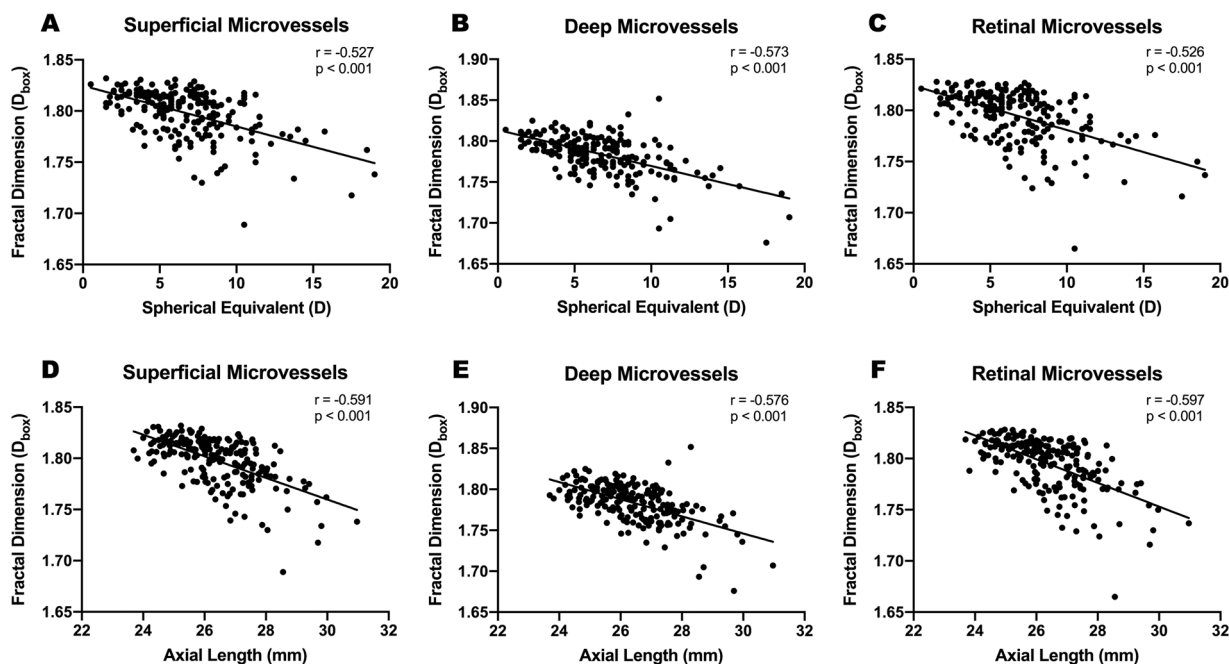 A Superficial Microvessels
r = -0.527
p < 0.001
Fractal Dimension (Dbox)
1.85
1.80
1.75
1.70
1.65
0 5 10 15 20
Spherical Equivalent (D)
B Deep Microvessels
r = -0.573
p < 0.001
Fractal Dimension (Dbox)
1.90
1.85
1.80
1.75
1.70
1.65
0 5 10 15 20
Spherical Equivalent (D)
C Retinal Microvessels
r = -0.526
p < 0.001
Fractal Dimension (Dbox)
1.85
1.80
1.75
1.70
1.65
0 5 10 15 20
Spherical Equivalent (D)
D Superficial Microvessels
r = -0.591
p < 0.001
Fractal Dimension (Dbox)
1.85
1.80
1.75
1.70
1.65
22 24 26 28 30 32
Axial Length (mm)
E Deep Microvessels
r = -0.576
p < 0.001
Fractal Dimension (Dbox)
1.90
1.85
1.80
1.75
1.70
1.65
22 24 26 28 30 32
Axial Length (mm)
F Retinal Microvessels
r = -0.597
p < 0.001
Fractal Dimension (Dbox)
1.85
1.80
1.75
1.70
1.65
22 24 26 28 30 32
Axial Length (mm)